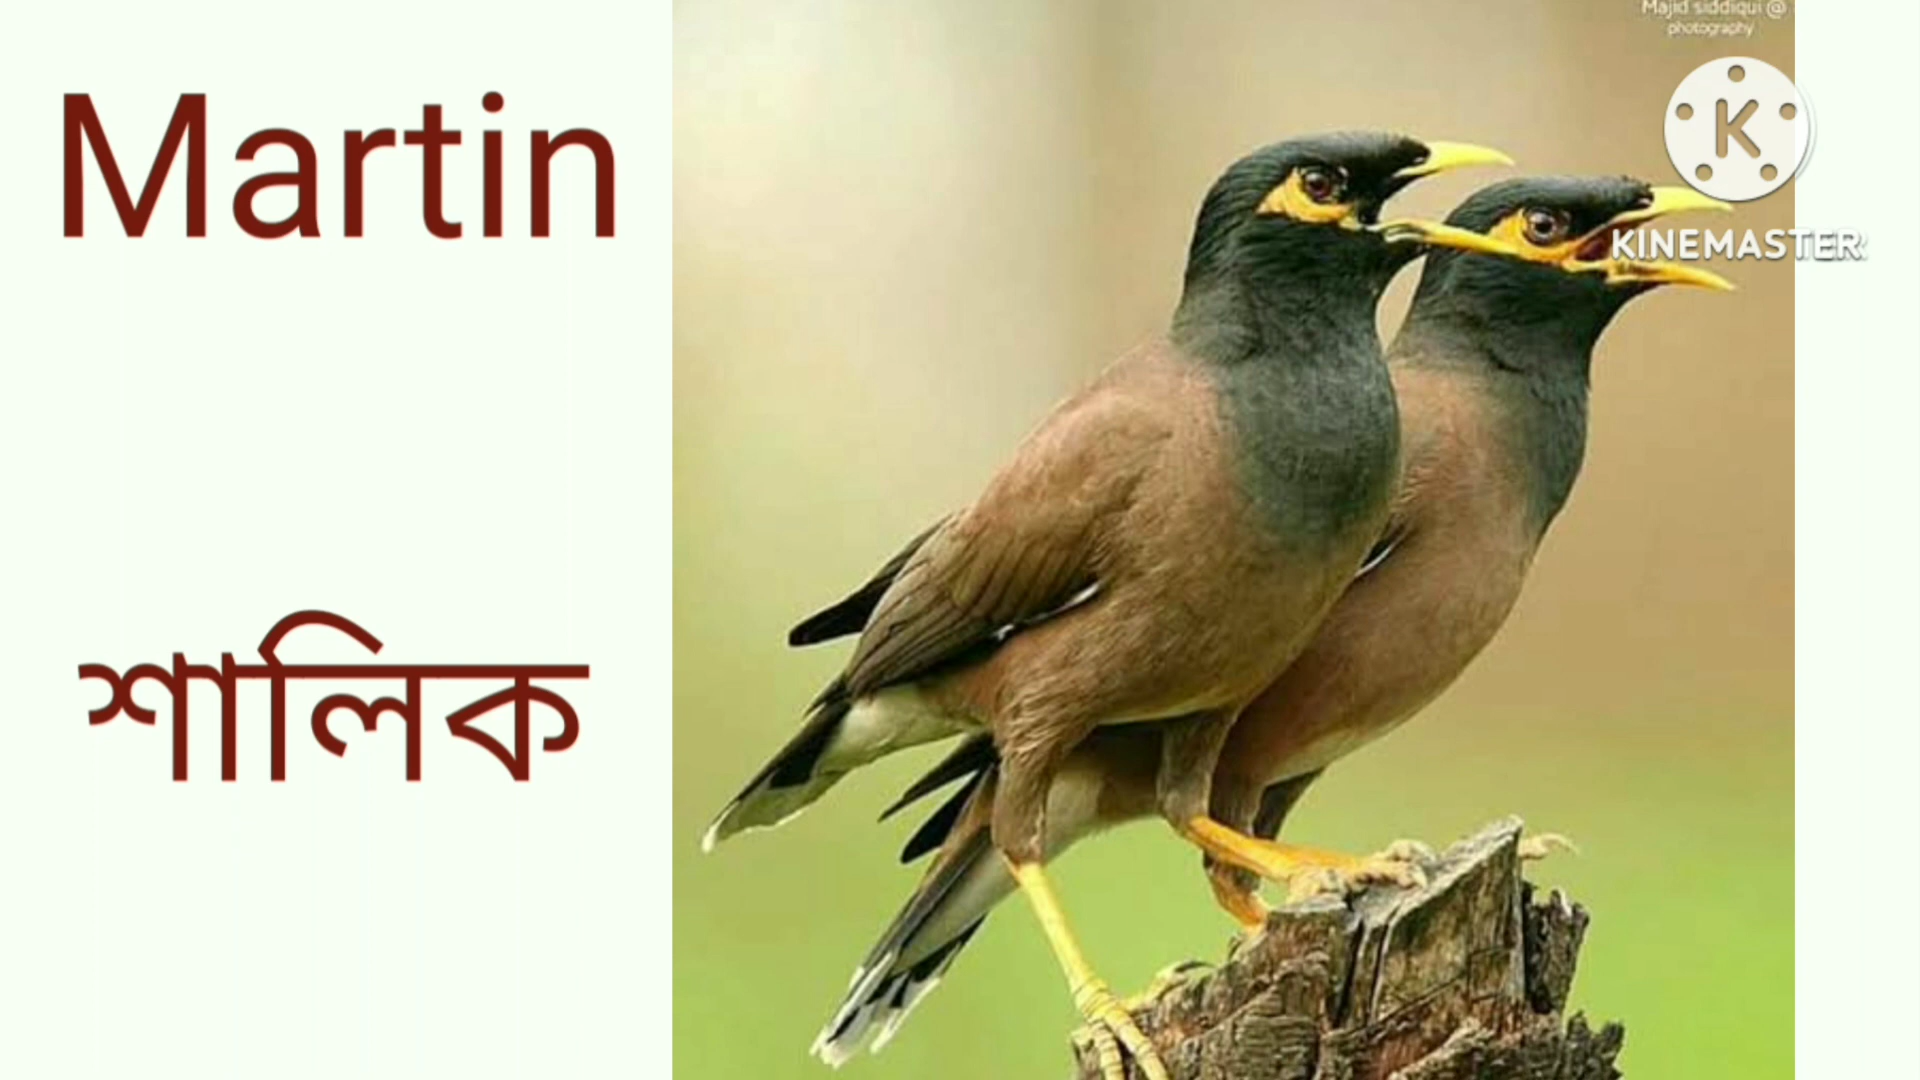 Martin
শালিক
Majid siddiqui @
photography
K
KINEMASTER